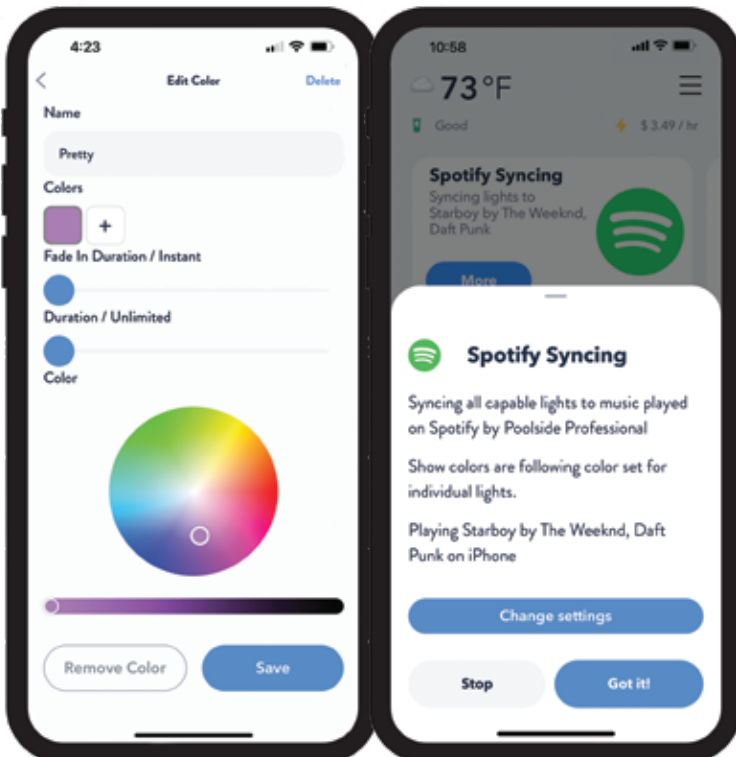 4:23
Edit Color
Delete
Name
Pretty
Colors
+
Fade In Duration / Instant
Duration / Unlimited
Color
Remove Color
Save
10:58
73°F
Good
$ 3.49 / hr
Spotify Syncing
Syncing lights to
Starboy by The Weeknd,
Daft Punk
More
Spotify Syncing
Syncing all capable lights to music played
on Spotify by Poolside Professional
Show colors are following color set for
individual lights.
Playing Starboy by The Weeknd, Daft
Punk on iPhone
Change settings
Stop
Got it!